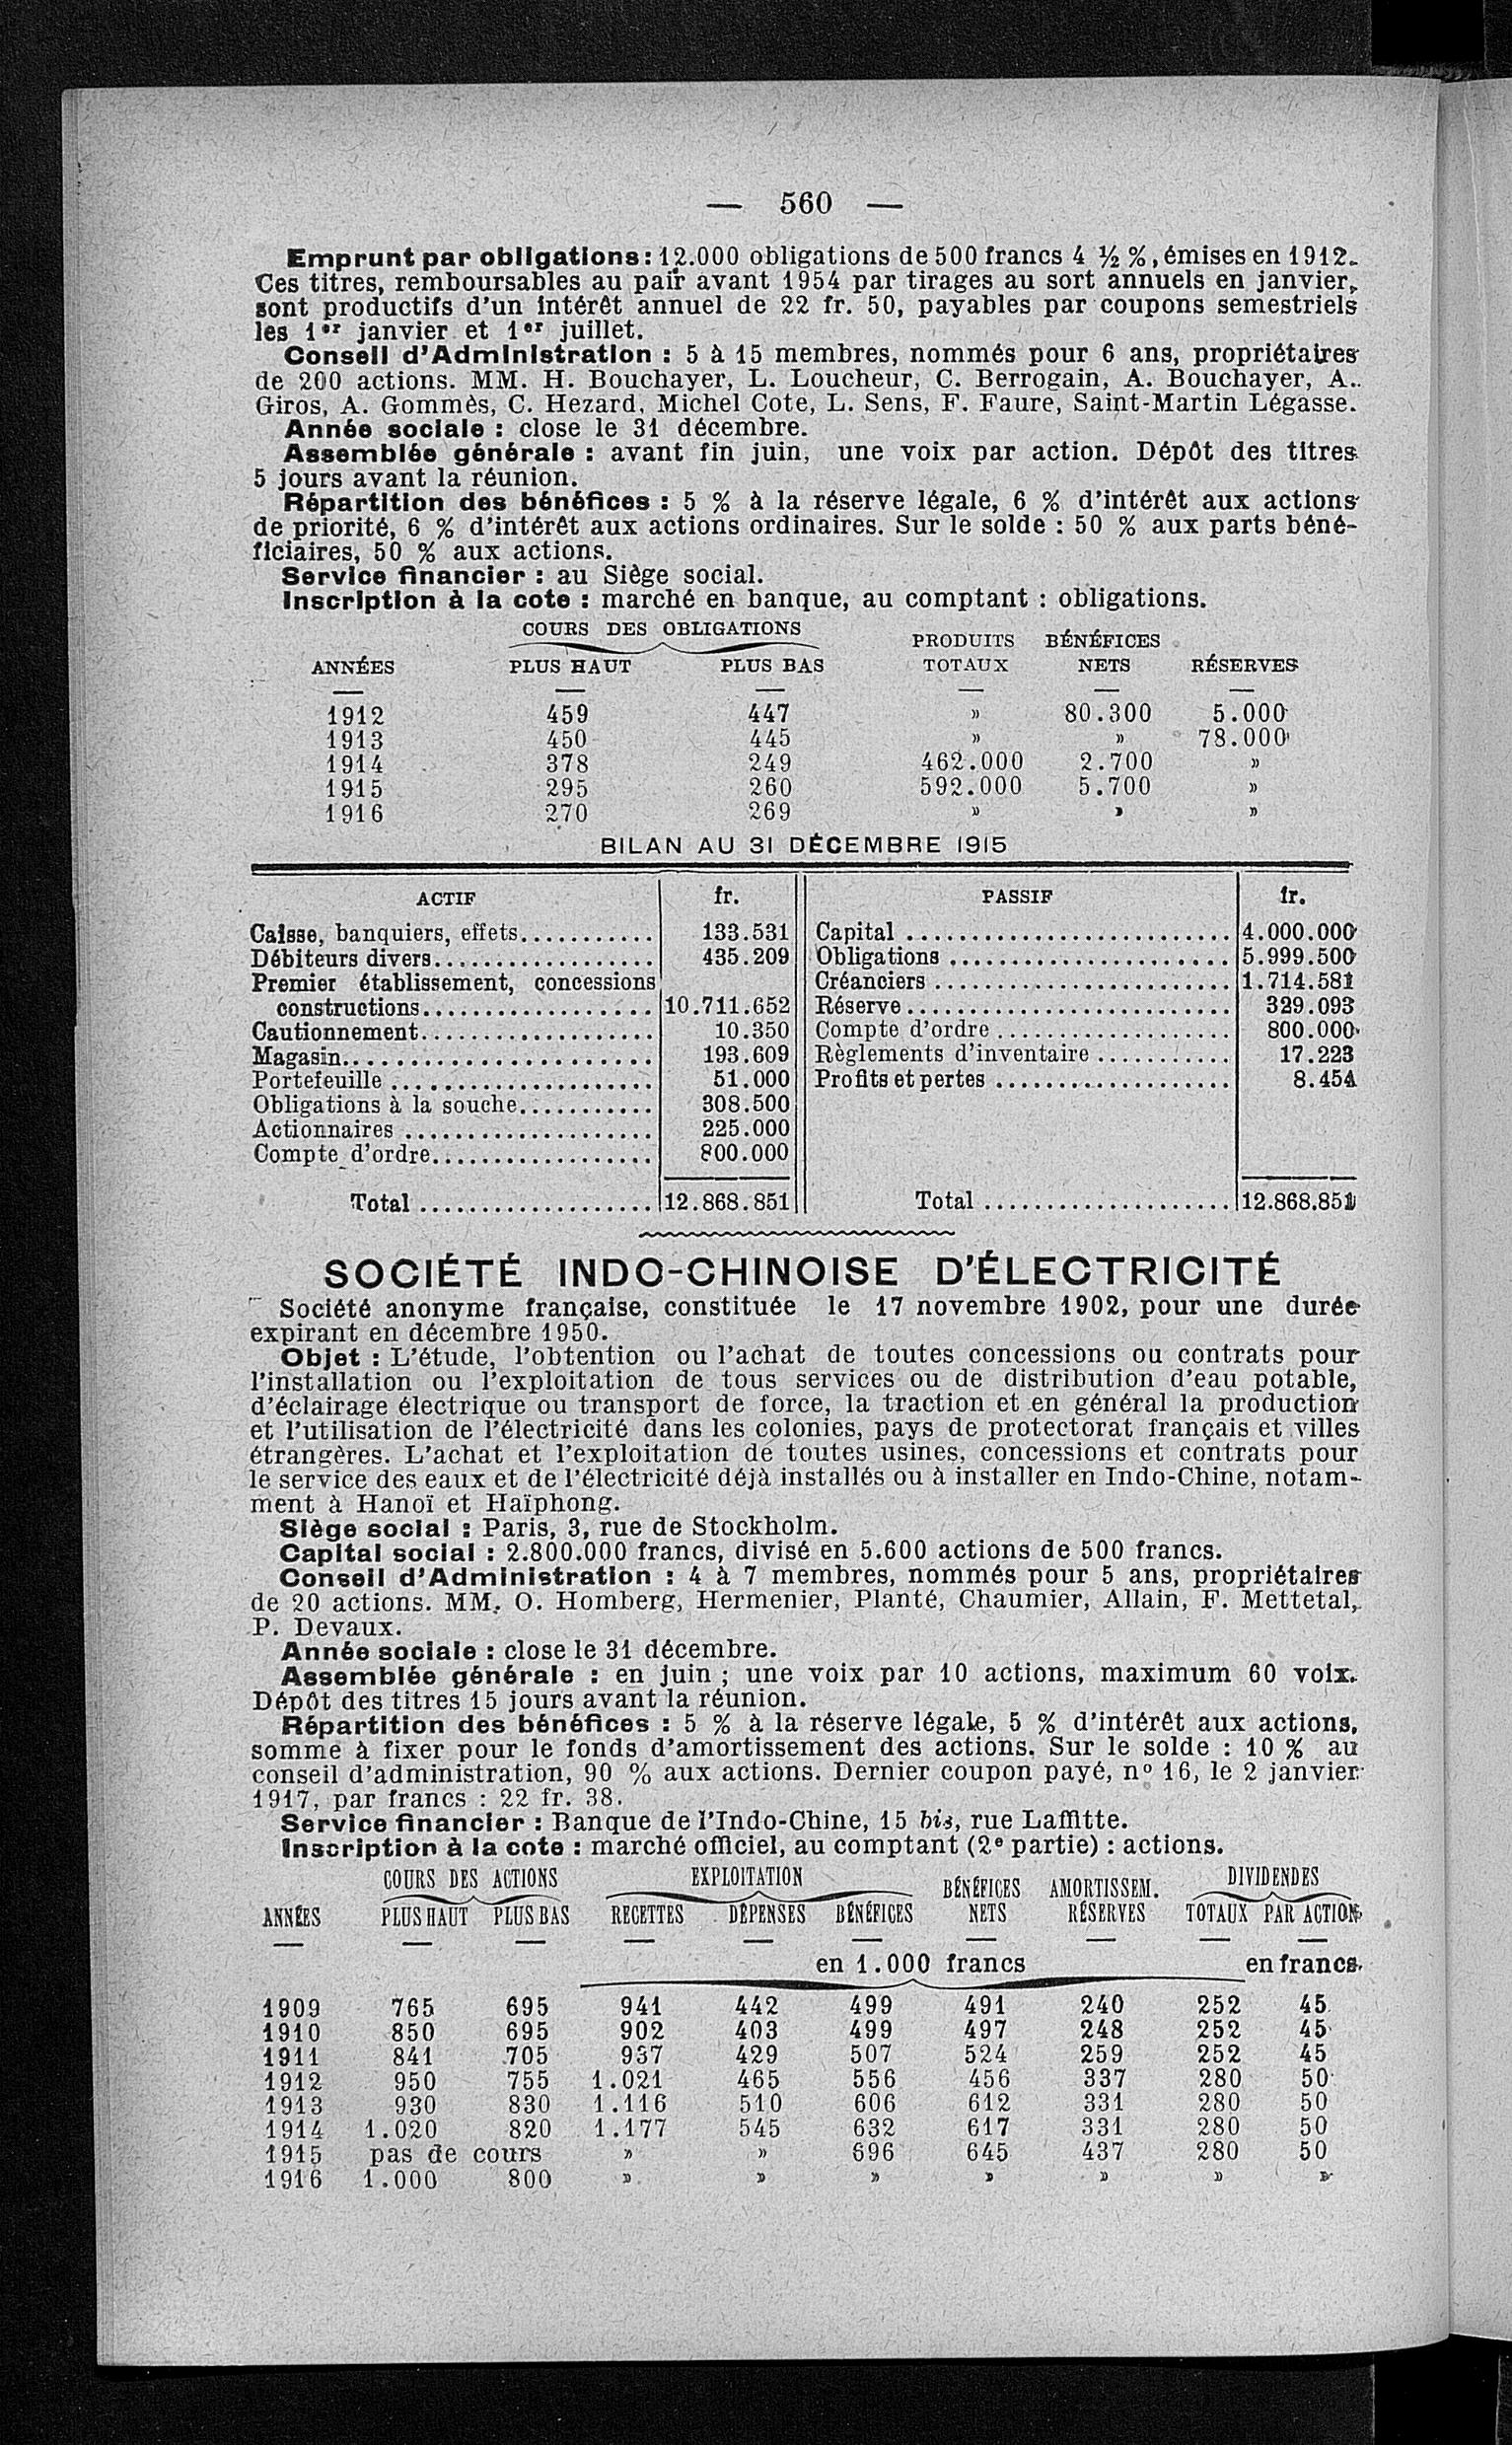 — 560 —
Emprunt par obligations: 12.000 obligations de 500 francs 4 ½ %, émises en 1912.
Ces titres, remboursables au pair avant 1954 par tirages au sort annuels en janvier,
sont productifs d'un intérêt annuel de 22 fr. 50, payables par coupons semestriels
les 1er janvier et 1er juillet.
Conseil d'Administration : 5 à 15 membres, nommés pour 6 ans, propriétaires
de 200 actions. MM. H. Bouchayer, L. Loucheur, C. Berrogain, A. Bouchayer, A.
Giros, A. Gommès, C. Hezard, Michel Cote, L. Sens, F. Faure, Saint-Martin Légasse.
Année sociale : close le 31 décembre.
Assemblée générale : avant fin juin, une voix par action. Dépôt des titres
5 jours avant la réunion.
Répartition des bénéfices : 5 % à la réserve légale, 6 % d'intérêt aux actions
de priorité, 6 % d'intérêt aux actions ordinaires. Sur le solde : 50 % aux parts béné-
ficiaires, 50 % aux actions.
Service financier : au Siège social.
Inscription à la cote : marché en banque, au comptant : obligations.
COURS DES OBLIGATIONS PRODUITS BÉNÉFICES
ANNÉES PLUS HAUT PLUS BAS TOTAUX NETS RÉSERVES
1912 459 447 » 80.300 5.000
1913 450 445 » » 78.000
1914 378 249 462.000 2.700 »
1915 295 260 592.000 5.700 »
1916 270 269 » » »
BILAN AU 31 DÉCEMBRE 1915
ACTIF fr. PASSIF fr.
Caisse, banquiers, effets............ 133.531 Capital ............ 4.000.000
Débiteurs divers............ 435.209 Obligations ............ 5.999.500
Premier établissement, concessions Créanciers ............ 1.714.581
constructions............ 10.711.652 Réserve............ 329.093
Cautionnement............ 10.350 Compte d'ordre ............ 800.000
Magasin............ 193.609 Règlements d'inventaire ............ 17.223
Portefeuille ............ 51.000 Profits et pertes ............ 8.454
Obligations à la souche............ 308.500
Actionnaires ............ 225.000
Compte d'ordre............ 800.000
Total ............ 12.868.851 Total ............ 12.868.851
SOCIÉTÉ INDO-CHINOISE D'ÉLECTRICITÉ
Société anonyme française, constituée le 17 novembre 1902, pour une durée
expirant en décembre 1950.
Objet : L'étude, l'obtention ou l'achat de toutes concessions ou contrats pour
l'installation ou l'exploitation de tous services ou de distribution d'eau potable,
d'éclairage électrique ou transport de force, la traction et en général la production
et l'utilisation de l'électricité dans les colonies, pays de protectorat français et villes
étrangères. L'achat et l'exploitation de toutes usines, concessions et contrats pour
le service des eaux et de l'électricité déjà installés ou à installer en Indo-Chine, notam-
ment à Hanoï et Haïphong.
Siège social : Paris, 3, rue de Stockholm.
Capital social : 2.800.000 francs, divisé en 5.600 actions de 500 francs.
Conseil d'Administration : 4 à 7 membres, nommés pour 5 ans, propriétaires
de 20 actions. MM. O. Homberg, Hermenier, Planté, Chaumier, Allain, F. Mettetal,
P. Devaux.
Année sociale : close le 31 décembre.
Assemblée générale : en juin ; une voix par 10 actions, maximum 60 voix.
Dépôt des titres 15 jours avant la réunion.
Répartition des bénéfices : 5 % à la réserve légale, 5 % d'intérêt aux actions,
somme à fixer pour le fonds d'amortissement des actions. Sur le solde : 10 % au
conseil d'administration, 90 % aux actions. Dernier coupon payé, n° 16, le 2 janvier
1917, par francs : 22 fr. 38.
Service financier : Banque de l'Indo-Chine, 15 bis, rue Laffitte.
Inscription à la cote : marché officiel, au comptant (2e partie) : actions.
COURS DES ACTIONS EXPLOITATION BÉNÉFICES AMORTISSEM. DIVIDENDES
ANNÉES PLUS HAUT PLUS BAS RECETTES DÉPENSES BÉNÉFICES NETS RÉSERVES TOTAUX PAR ACTION
en 1.000 francs en francs.
1909 765 695 941 442 499 491 240 252 45
1910 850 695 902 403 499 497 248 252 45
1911 841 705 937 429 507 524 259 252 45
1912 950 755 1.021 465 556 456 337 280 50
1913 930 830 1.116 510 606 612 331 280 50
1914 1.020 820 1.177 545 632 617 331 280 50
1915 pas de cours » » 696 645 437 280 50
1916 1.000 800 » » » » » » »